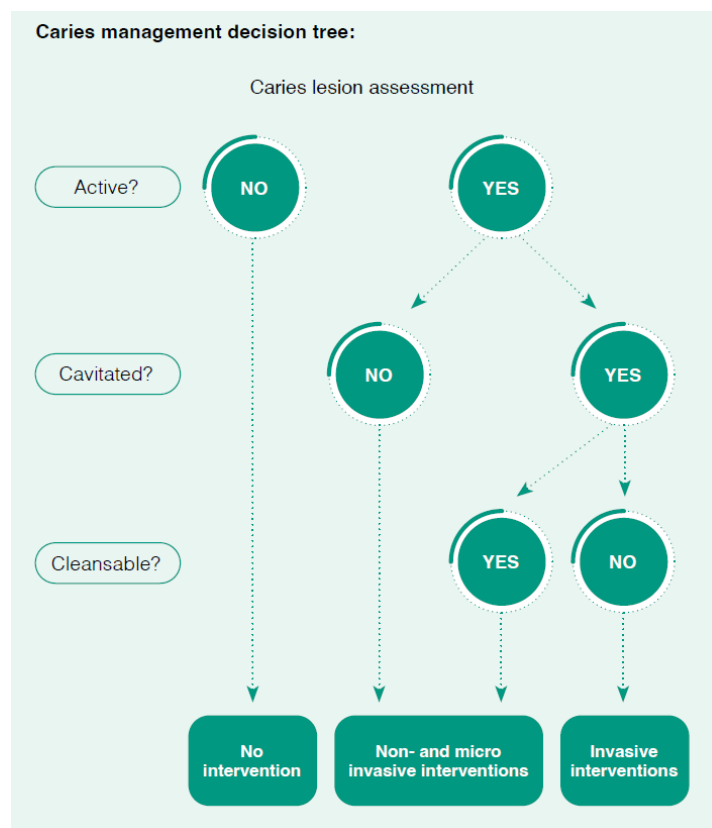 Caries management decision tree:
Caries lesion assessment
Active?
NO
YES
Cavitated?
NO
YES
Cleansable?
YES
NO
No
intervention
Non- and micro
invasive interventions
Invasive
interventions